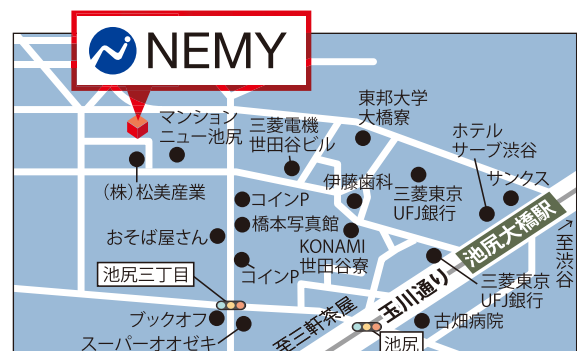 NEMY
マンション
ニュー池尻
三菱電機
世田谷ビル
東邦大学
大橋寮
ホテル
サーブ渋谷
サンクス
(株)松美産業
伊藤歯科
三菱東京
UFJ銀行
コインP
橋本写真館
おそば屋さん
KONAMI
世田谷寮
池尻大橋駅
至渋谷
池尻三丁目
コインP
玉川通り
三菱東京
UFJ銀行
ブックオフ
スーパーオオゼキ
至三軒茶屋
古畑病院
池尻